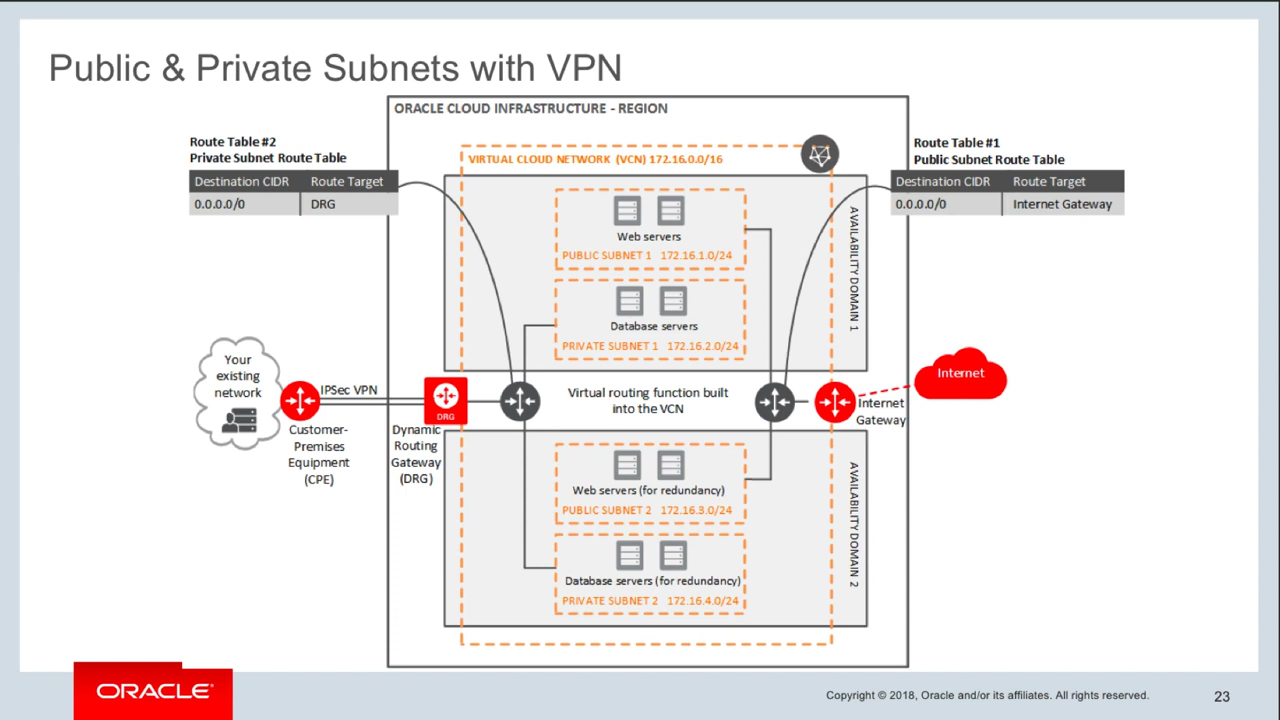 Public & Private Subnets with VPN
ORACLE CLOUD INFRASTRUCTURE - REGION
Route Table #2
Private Subnet Route Table
Destination CIDR Route Target
0.0.0.0/0 DRG
VIRTUAL CLOUD NETWORK (VCN) 172.16.0.0/16
Route Table #1
Public Subnet Route Table
Destination CIDR Route Target
0.0.0.0/0 Internet Gateway
AVAILABILITY DOMAIN 1
Web servers
PUBLIC SUBNET 1 172.16.1.0/24
Database servers
PRIVATE SUBNET 1 172.16.2.0/24
Your
existing
network
IPSec VPN
Customer-
Premises
Equipment
(CPE)
DRG
Dynamic
Routing
Gateway
(DRG)
Virtual routing function built
into the VCN
Internet
Internet
Gateway
AVAILABILITY DOMAIN 2
Web servers (for redundancy)
PUBLIC SUBNET 2 172.16.3.0/24
Database servers (for redundancy)
PRIVATE SUBNET 2 172.16.4.0/24
ORACLE®
Copyright © 2018, Oracle and/or its affiliates. All rights reserved.
23